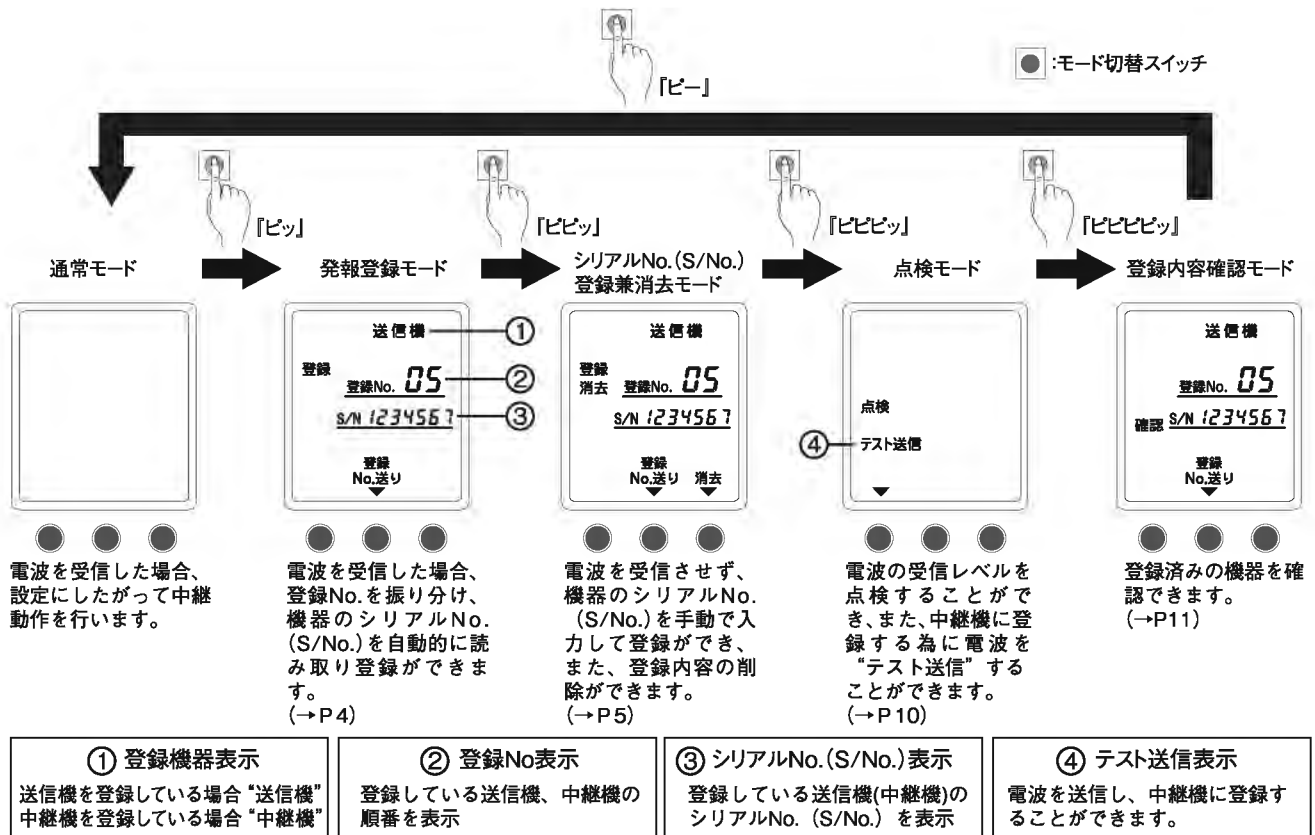 『ピー』
:モード切替スイッチ
『ピッ』
『ピピッ』
『ピピピッ』
『ピピピピッ』
通常モード
発報登録モード
シリアルNo.(S/No.)
登録兼消去モード
点検モード
登録内容確認モード
送信機
①
登録
登録No. 05
②
S/N 1234567
③
登録
No.送り
送信機
登録
消去
登録No. 05
S/N 1234567
登録
No.送り
消去
点検
④
テスト送信
送信機
登録No. 05
確認
S/N 1234567
登録
No.送り
電波を受信した場合、
設定にしたがって中継
動作を行います。
電波を受信した場合、
登録No.を振り分け、
機器のシリアルNo.
(S/No.)を自動的に読
み取り登録ができま
す。
(→P4)
電波を受信させず、
機器のシリアルNo.
(S/No.)を手動で入
力して登録ができ、
また、登録内容の削
除ができます。
(→P5)
電波の受信レベルを
点検することがで
き、また、中継機に登
録する為に電波を
“テスト送信”する
ことができます。
(→P10)
登録済みの機器を確
認できます。
(→P11)
① 登録機器表示
送信機を登録している場合“送信機”
中継機を登録している場合“中継機”
② 登録No表示
登録している送信機、中継機の
順番を表示
③ シリアルNo.(S/No.)表示
登録している送信機(中継機)の
シリアルNo.(S/No.)を表示
④ テスト送信表示
電波を送信し、中継機に登録す
ることができます。